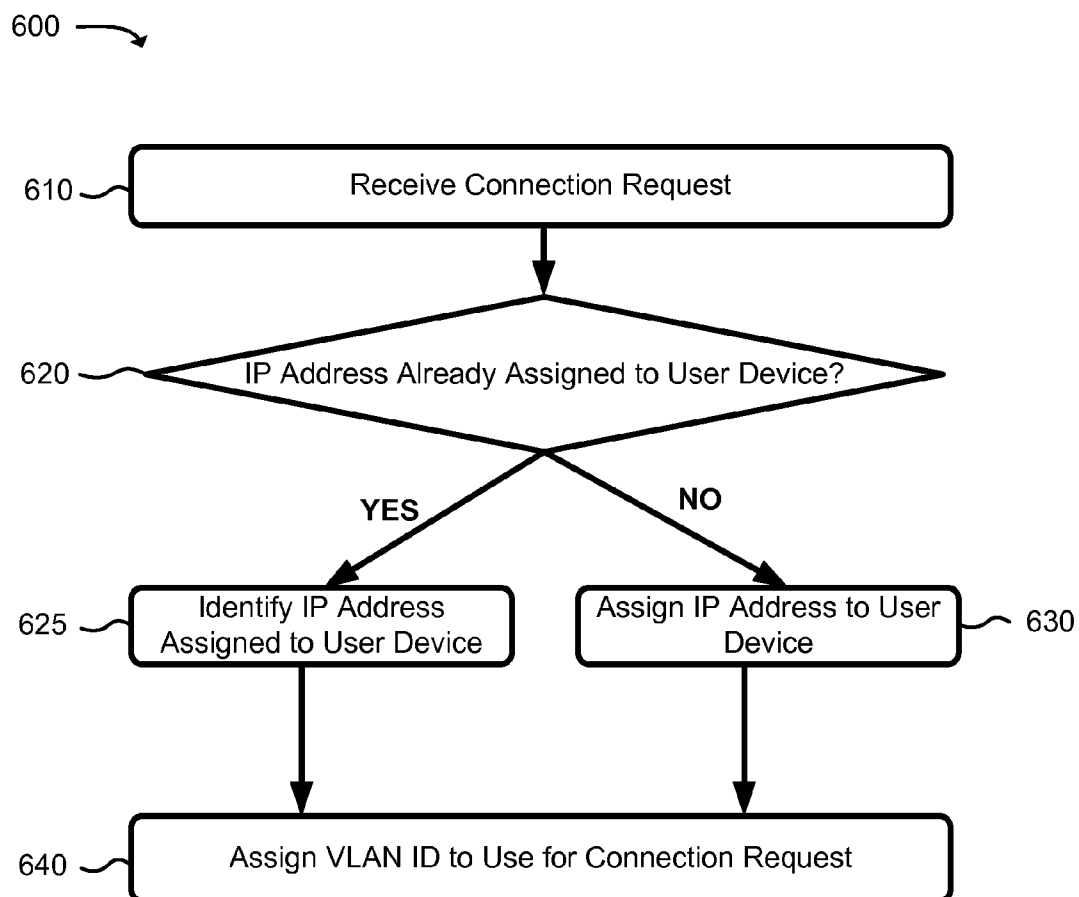 600
610
Receive Connection Request
620
IP Address Already Assigned to User Device?
YES
NO
625
Identify IP Address
Assigned to User Device
Assign IP Address to User
Device
630
640
Assign VLAN ID to Use for Connection Request